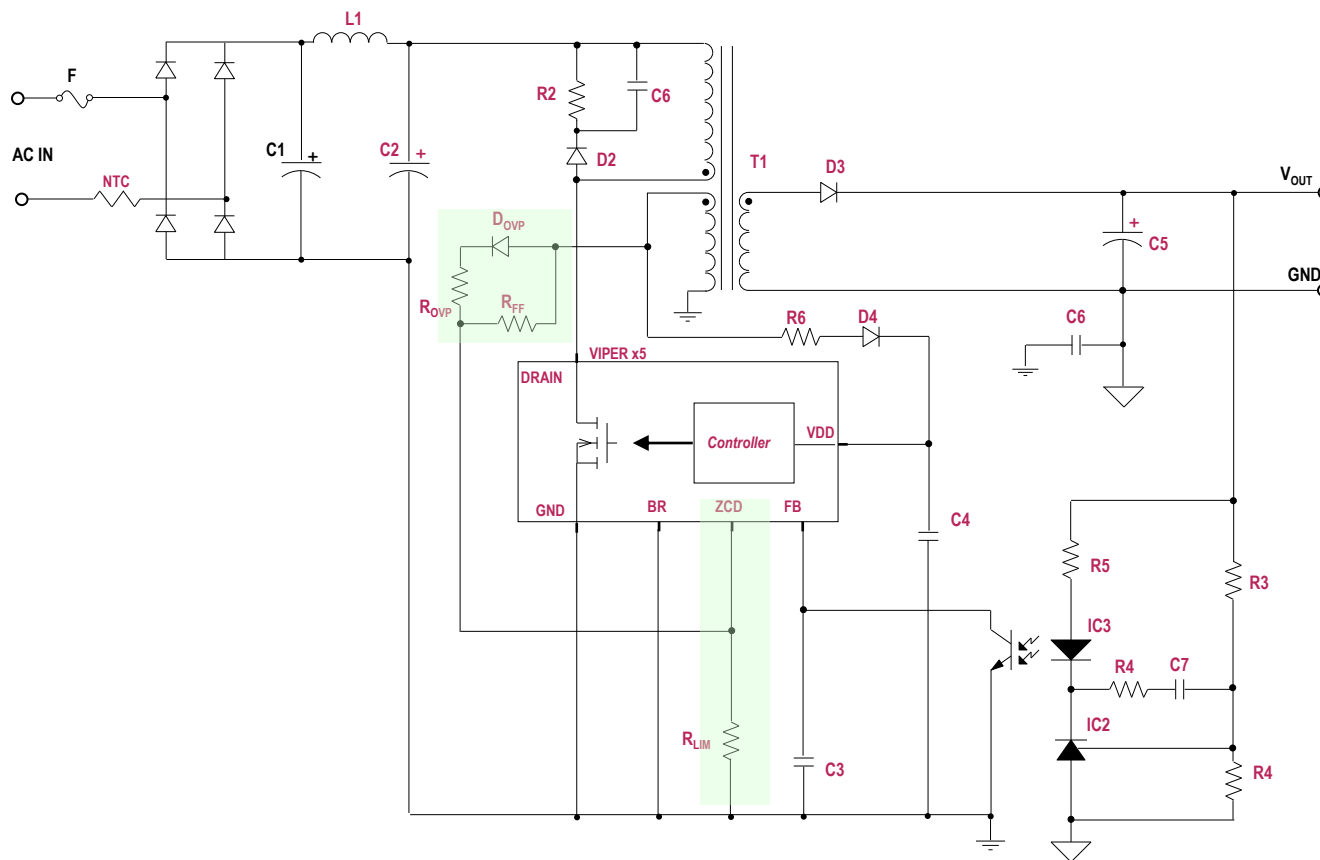 L1
F
R2
C6
AC IN
C1
+
C2
+
D2
T1
D3
VOUT
NTC
DOVP
+
C5
GND
ROVP
RFF
R6
D4
C6
VIPER x5
DRAIN
Controller
VDD
GND
BR
ZCD
FB
C4
R5
R3
IC3
R4
C7
IC2
RLIM
C3
R4